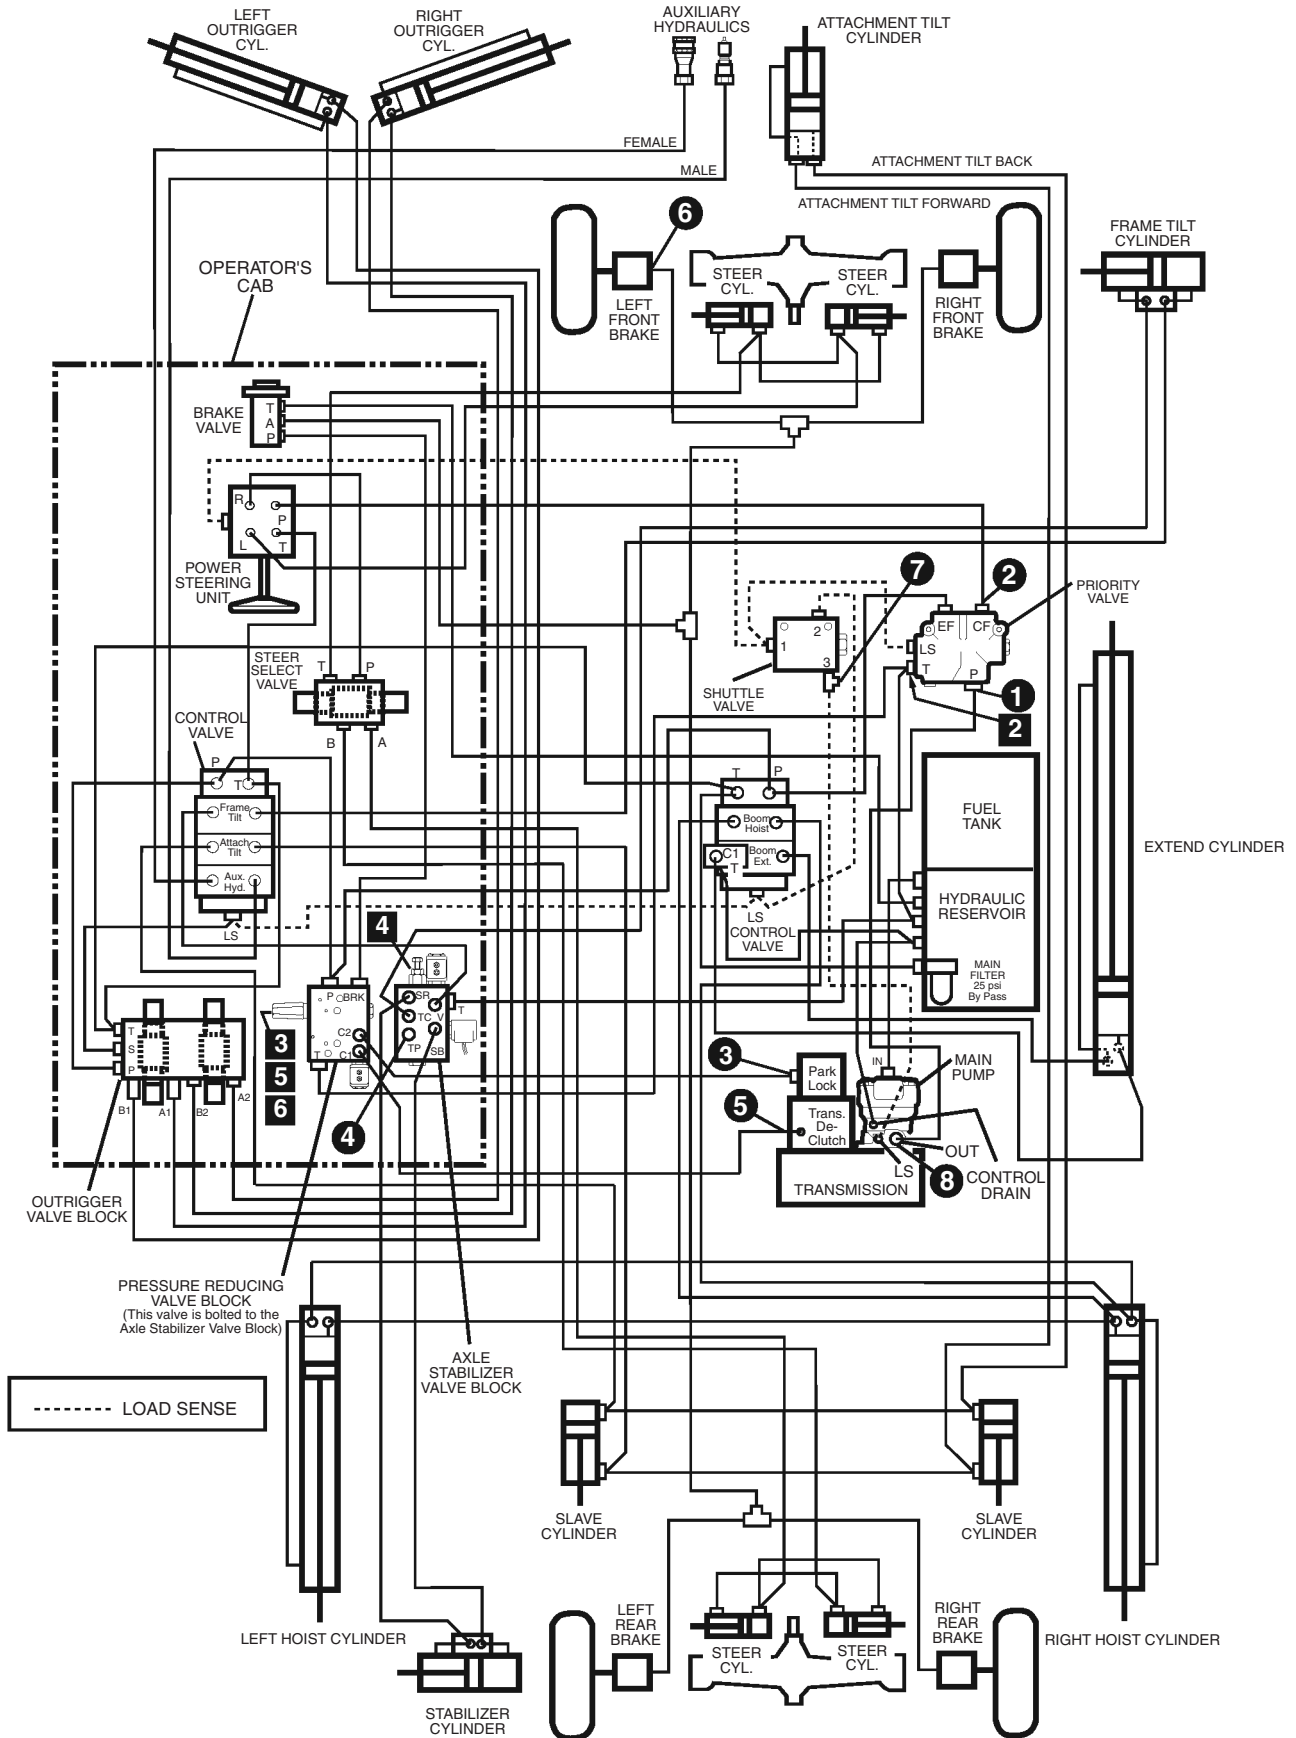 LEFT
OUTRIGGER
CYL.
RIGHT
OUTRIGGER
CYL.
AUXILIARY
HYDRAULICS
ATTACHMENT TILT
CYLINDER
FEMALE
MALE
ATTACHMENT TILT BACK
ATTACHMENT TILT FORWARD
6
FRAME TILT
CYLINDER
OPERATOR'S
CAB
STEER
CYL.
STEER
CYL.
LEFT
FRONT
BRAKE
RIGHT
FRONT
BRAKE
BRAKE
VALVE
T
A
P
R
P
L
T
POWER
STEERING
UNIT
7
2
PRIORITY
VALVE
EF
CF
LS
T
P
1
2
3
SHUTTLE
VALVE
1
2
STEER
SELECT
VALVE
T
P
B
A
CONTROL
VALVE
P
T
Frame
Tilt
Attach
Tilt
Aux.
Hyd.
LS
T
P
Boom
Hoist
C1
T
Boom
Ext.
LS
CONTROL
VALVE
FUEL
TANK
HYDRAULIC
RESERVOIR
MAIN
FILTER
25 psi
By Pass
EXTEND CYLINDER
4
P
BRK
C2
C1
T
SR
TC
V
TP
SB
T
3
5
6
4
T
S
P
B1
A1
B2
A2
3
Park
Lock
5
Trans.
De-
Clutch
IN
MAIN
PUMP
OUT
LS
8
CONTROL
DRAIN
TRANSMISSION
OUTRIGGER
VALVE BLOCK
PRESSURE REDUCING
VALVE BLOCK
(This valve is bolted to the
Axle Stabilizer Valve Block)
AXLE
STABILIZER
VALVE BLOCK
LOAD SENSE
SLAVE
CYLINDER
SLAVE
CYLINDER
LEFT HOIST CYLINDER
RIGHT HOIST CYLINDER
LEFT
REAR
BRAKE
RIGHT
REAR
BRAKE
STEER
CYL.
STEER
CYL.
STABILIZER
CYLINDER